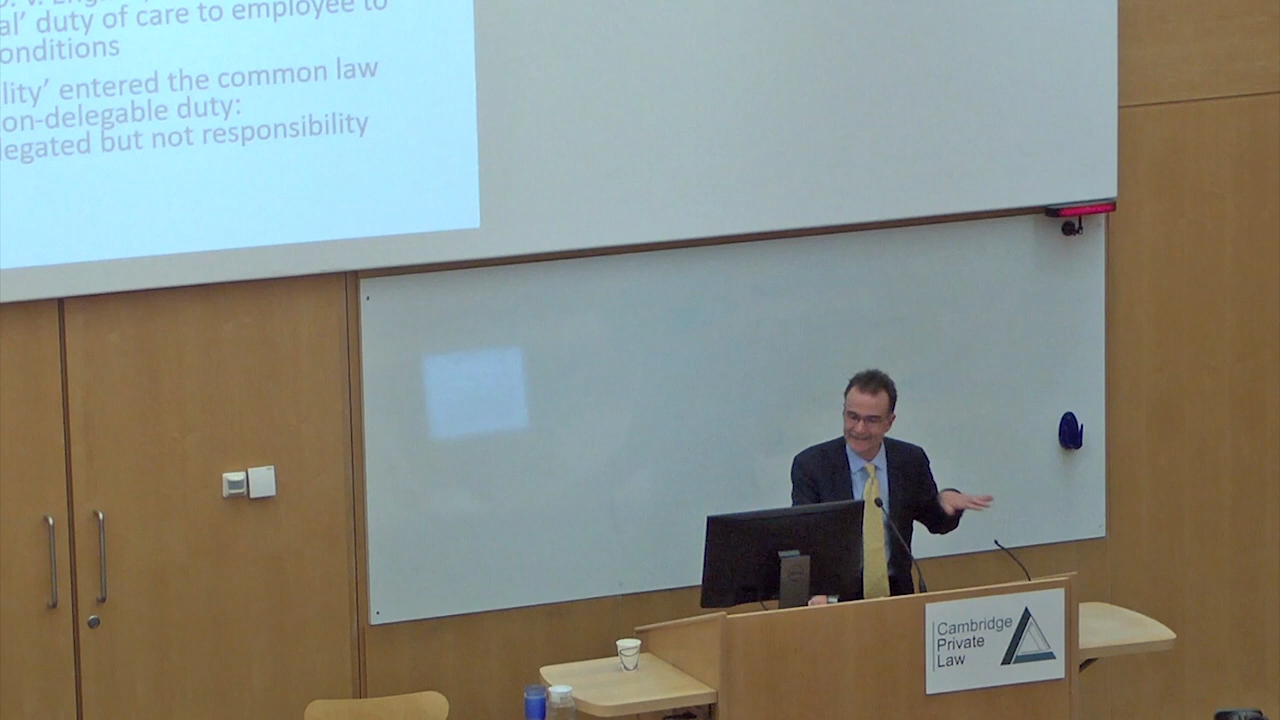 al’ duty of care to employee to
onditions
lity’ entered the common law
on-delegable duty:
legated but not responsibility
Cambridge
Private
Law